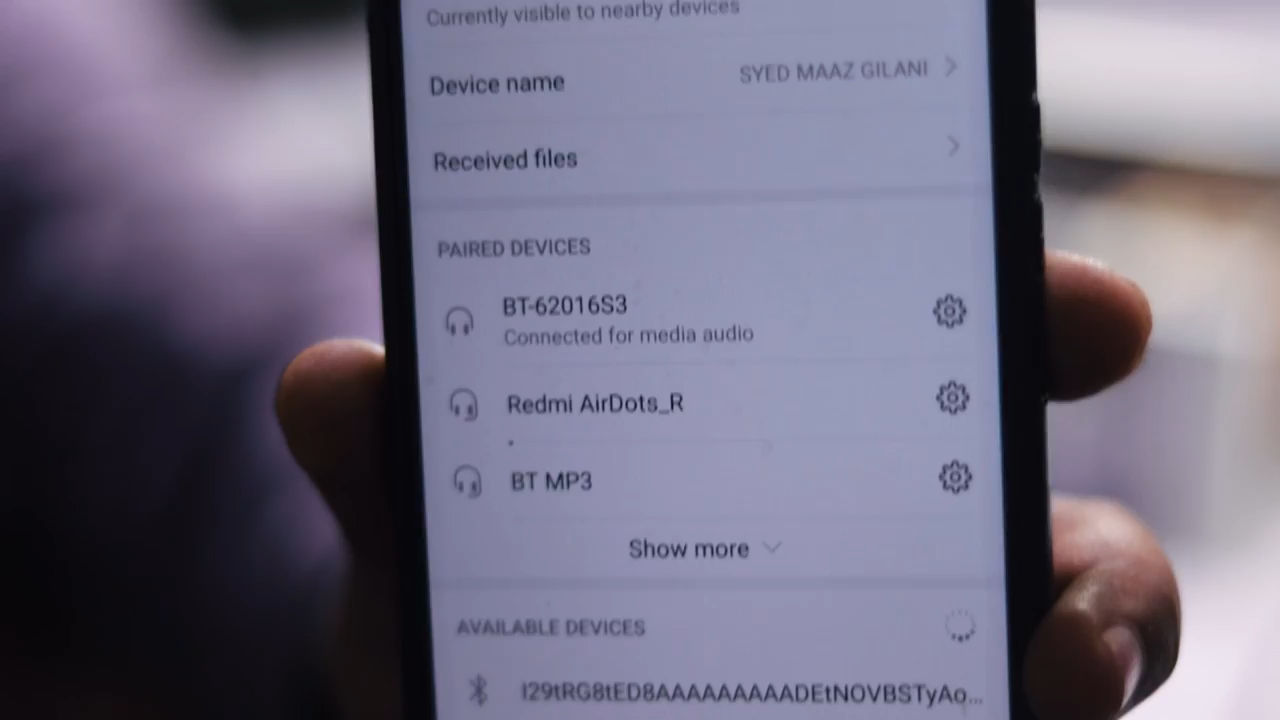 Currently visible to nearby devices
Device name SYED MAAZ GILANI
Received files
PAIRED DEVICES
BT-62016S3
Connected for media audio
Redmi AirDots_R
BT MP3
Show more
AVAILABLE DEVICES
I29tRG8tED8AAAAAAAAADEtNOVBSTyAo...